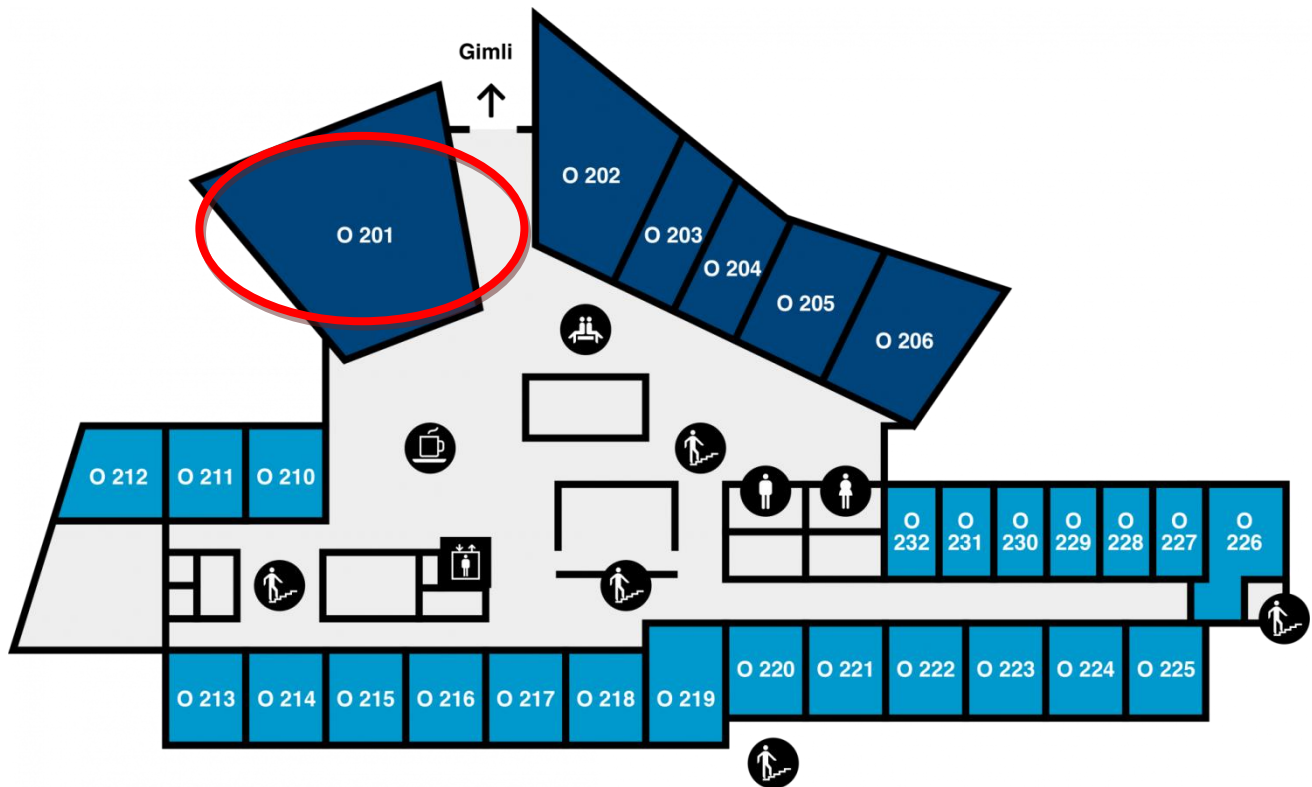 Gimli
O 201
O 202
O 203
O 204
O 205
O 206
O 212
O 211
O 210
O
232
O
231
O
230
O
229
O
228
O
227
O
226
O 213
O 214
O 215
O 216
O 217
O 218
O 219
O 220
O 221
O 222
O 223
O 224
O 225